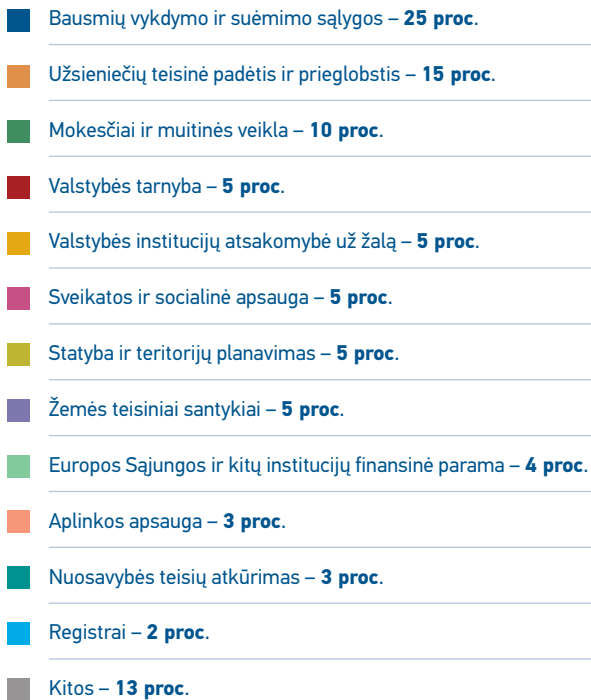 Bausmių vykdymo ir suėmimo sąlygos – 25 proc.
Užsieniečių teisinė padėtis ir prieglobstis – 15 proc.
Mokesčiai ir muitinės veikla – 10 proc.
Valstybės tarnyba – 5 proc.
Valstybės institucijų atsakomybė už žalą – 5 proc.
Sveikatos ir socialinė apsauga – 5 proc.
Statyba ir teritorijų planavimas – 5 proc.
Žemės teisiniai santykiai – 5 proc.
Europos Sąjungos ir kitų institucijų finansinė parama – 4 proc.
Aplinkos apsauga – 3 proc.
Nuosavybės teisių atkūrimas – 3 proc.
Registrai – 2 proc.
Kitos – 13 proc.